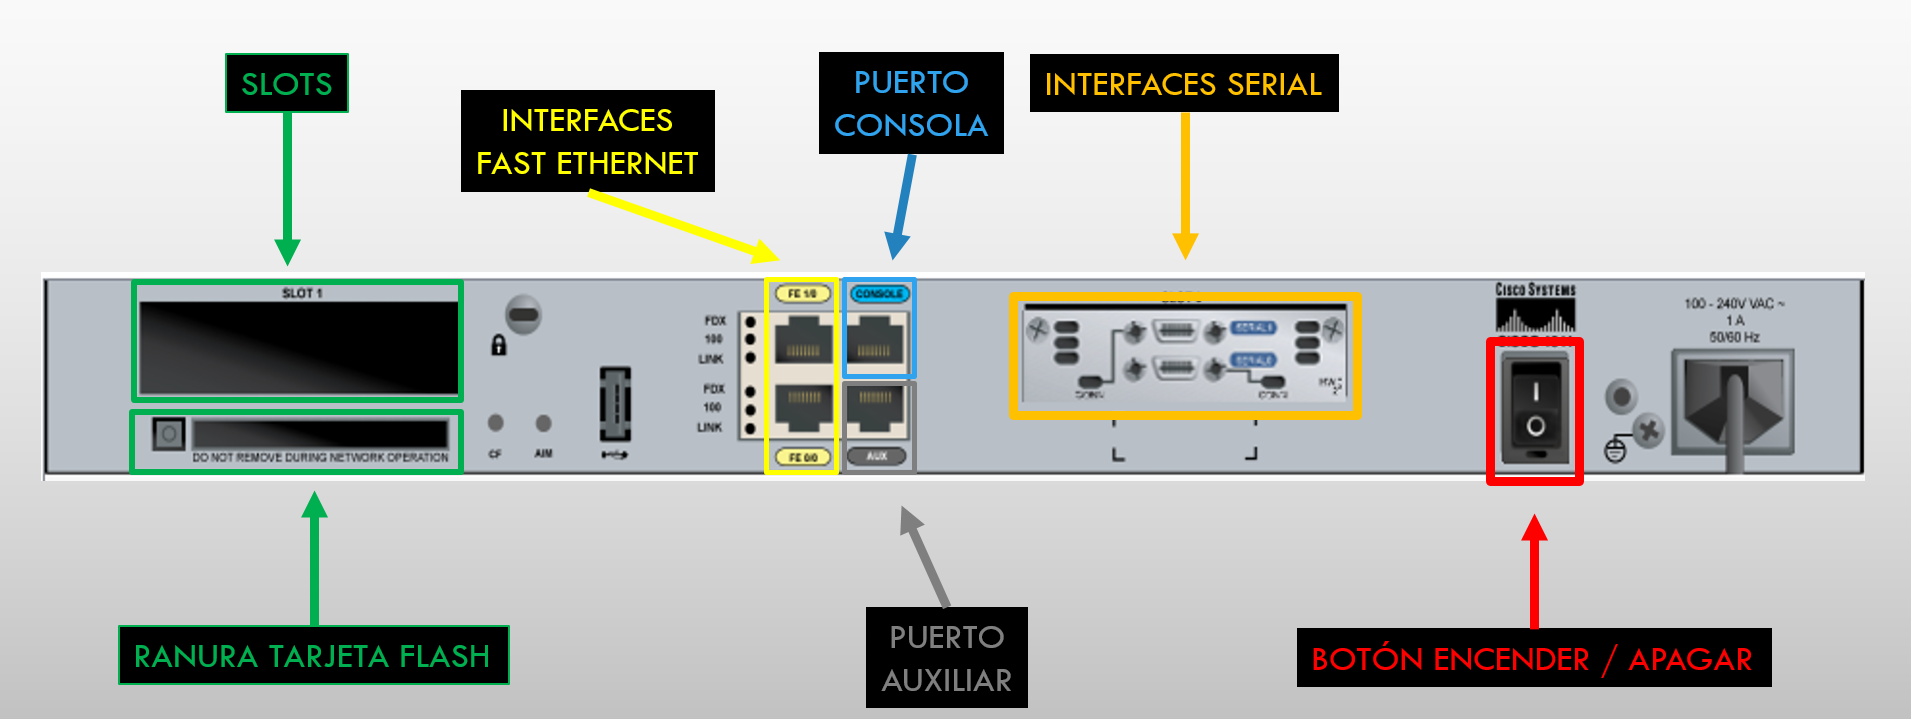 SLOTS
INTERFACES
FAST ETHERNET
PUERTO
CONSOLA
INTERFACES SERIAL
SLOT 1
FE 1/0
CONSOLE
CISCO SYSTEMS
100 - 240V VAC ~
1 A
50/60 Hz
FDX
100
LINK
SERIAL1
SERIAL0
FDX
100
LINK
CONN
CONN
DO NOT REMOVE DURING NETWORK OPERATION
CF
AIM
FE 0/0
AUX
I
O
RANURA TARJETA FLASH
PUERTO
AUXILIAR
BOTÓN ENCENDER / APAGAR